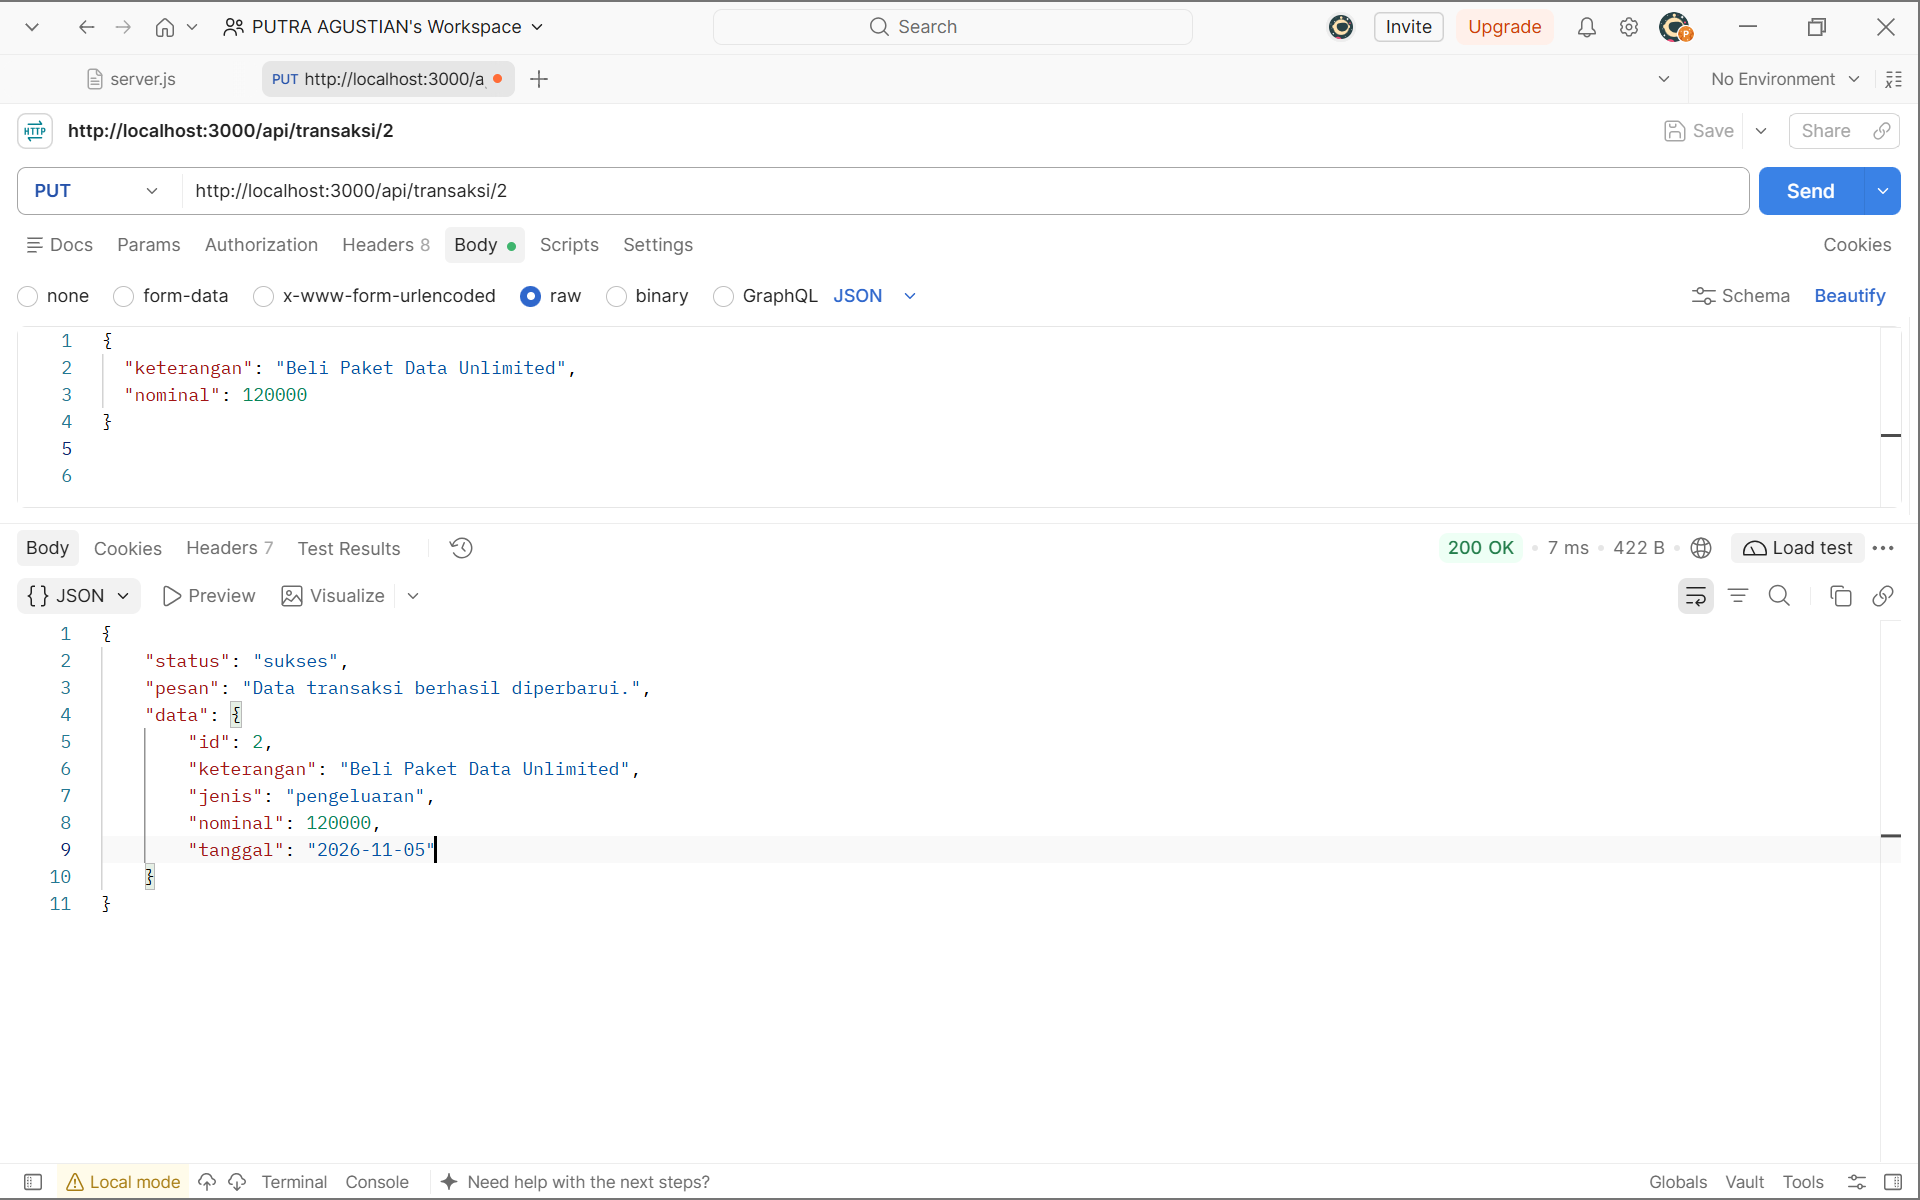 PUTRA AGUSTIAN's Workspace
Search
Invite
Upgrade
server.js
PUT http://localhost:3000/a
No Environment
HTTP http://localhost:3000/api/transaksi/2
Save
Share
PUT
http://localhost:3000/api/transaksi/2
Send
Docs
Params
Authorization
Headers 8
Body
Scripts
Settings
Cookies
none
form-data
x-www-form-urlencoded
raw
binary
GraphQL
JSON
Schema
Beautify
1 {
2 "keterangan": "Beli Paket Data Unlimited",
3 "nominal": 120000
4 }
5
6
Body
Cookies
Headers 7
Test Results
200 OK
7 ms
422 B
Load test
{} JSON
Preview
Visualize
1 {
2 "status": "sukses",
3 "pesan": "Data transaksi berhasil diperbarui.",
4 "data": {
5 "id": 2,
6 "keterangan": "Beli Paket Data Unlimited",
7 "jenis": "pengeluaran",
8 "nominal": 120000,
9 "tanggal": "2026-11-05"
10 }
11 }
Local mode
Terminal
Console
Need help with the next steps?
Globals
Vault
Tools